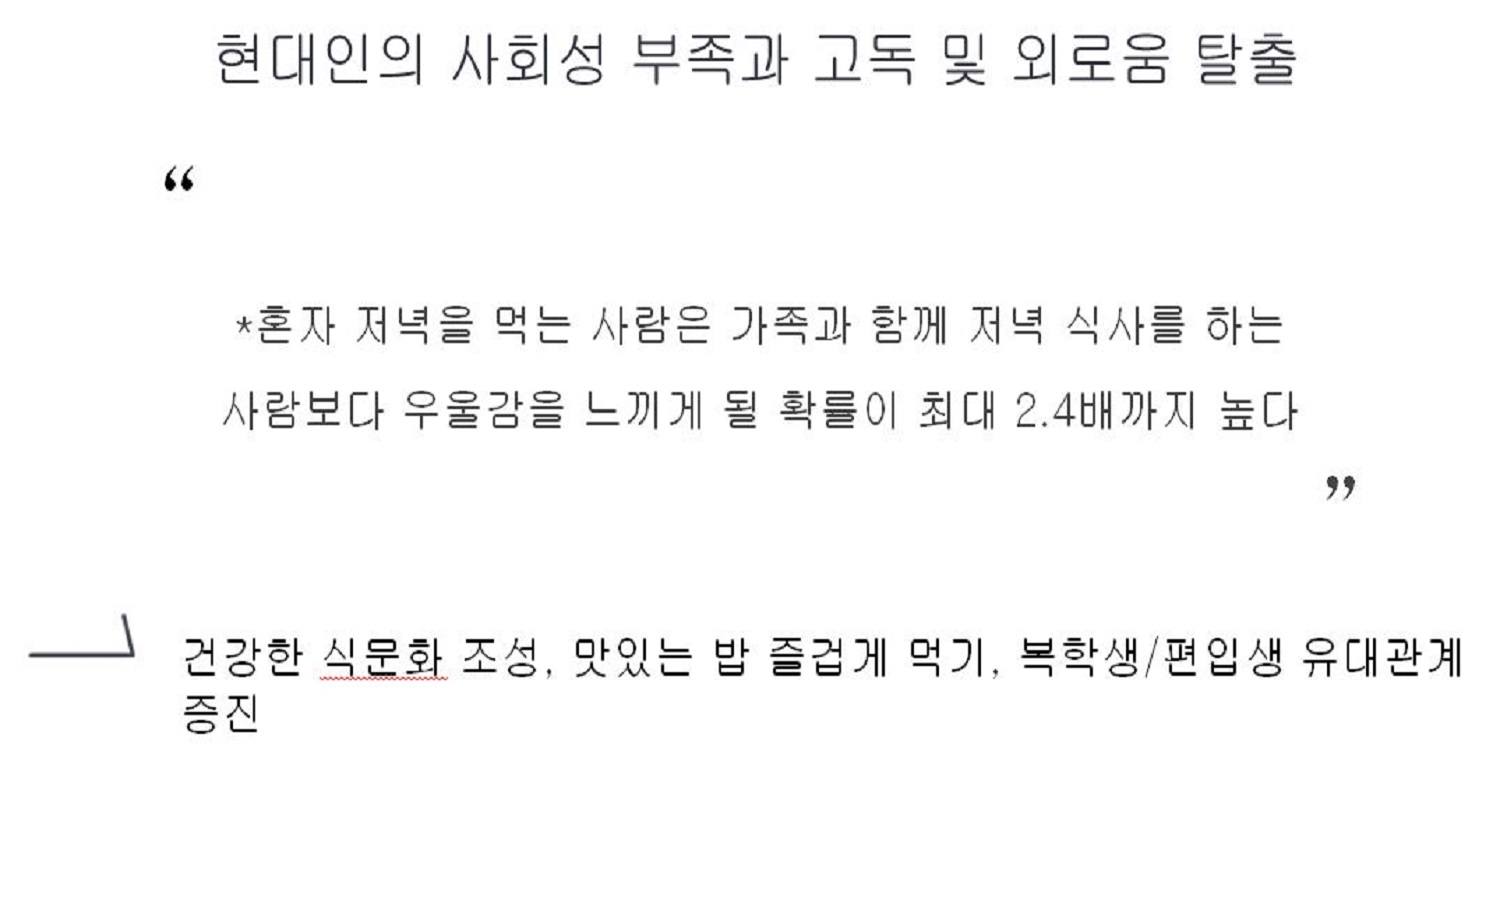 현대인의 사회성 부족과 고독 및 외로움 탈출
“
*혼자 저녁을 먹는 사람은 가족과 함께 저녁 식사를 하는
사람보다 우울감을 느끼게 될 확률이 최대 2.4배까지 높다
”
건강한 식문화 조성, 맛있는 밥 즐겁게 먹기, 복학생/편입생 유대관계
증진